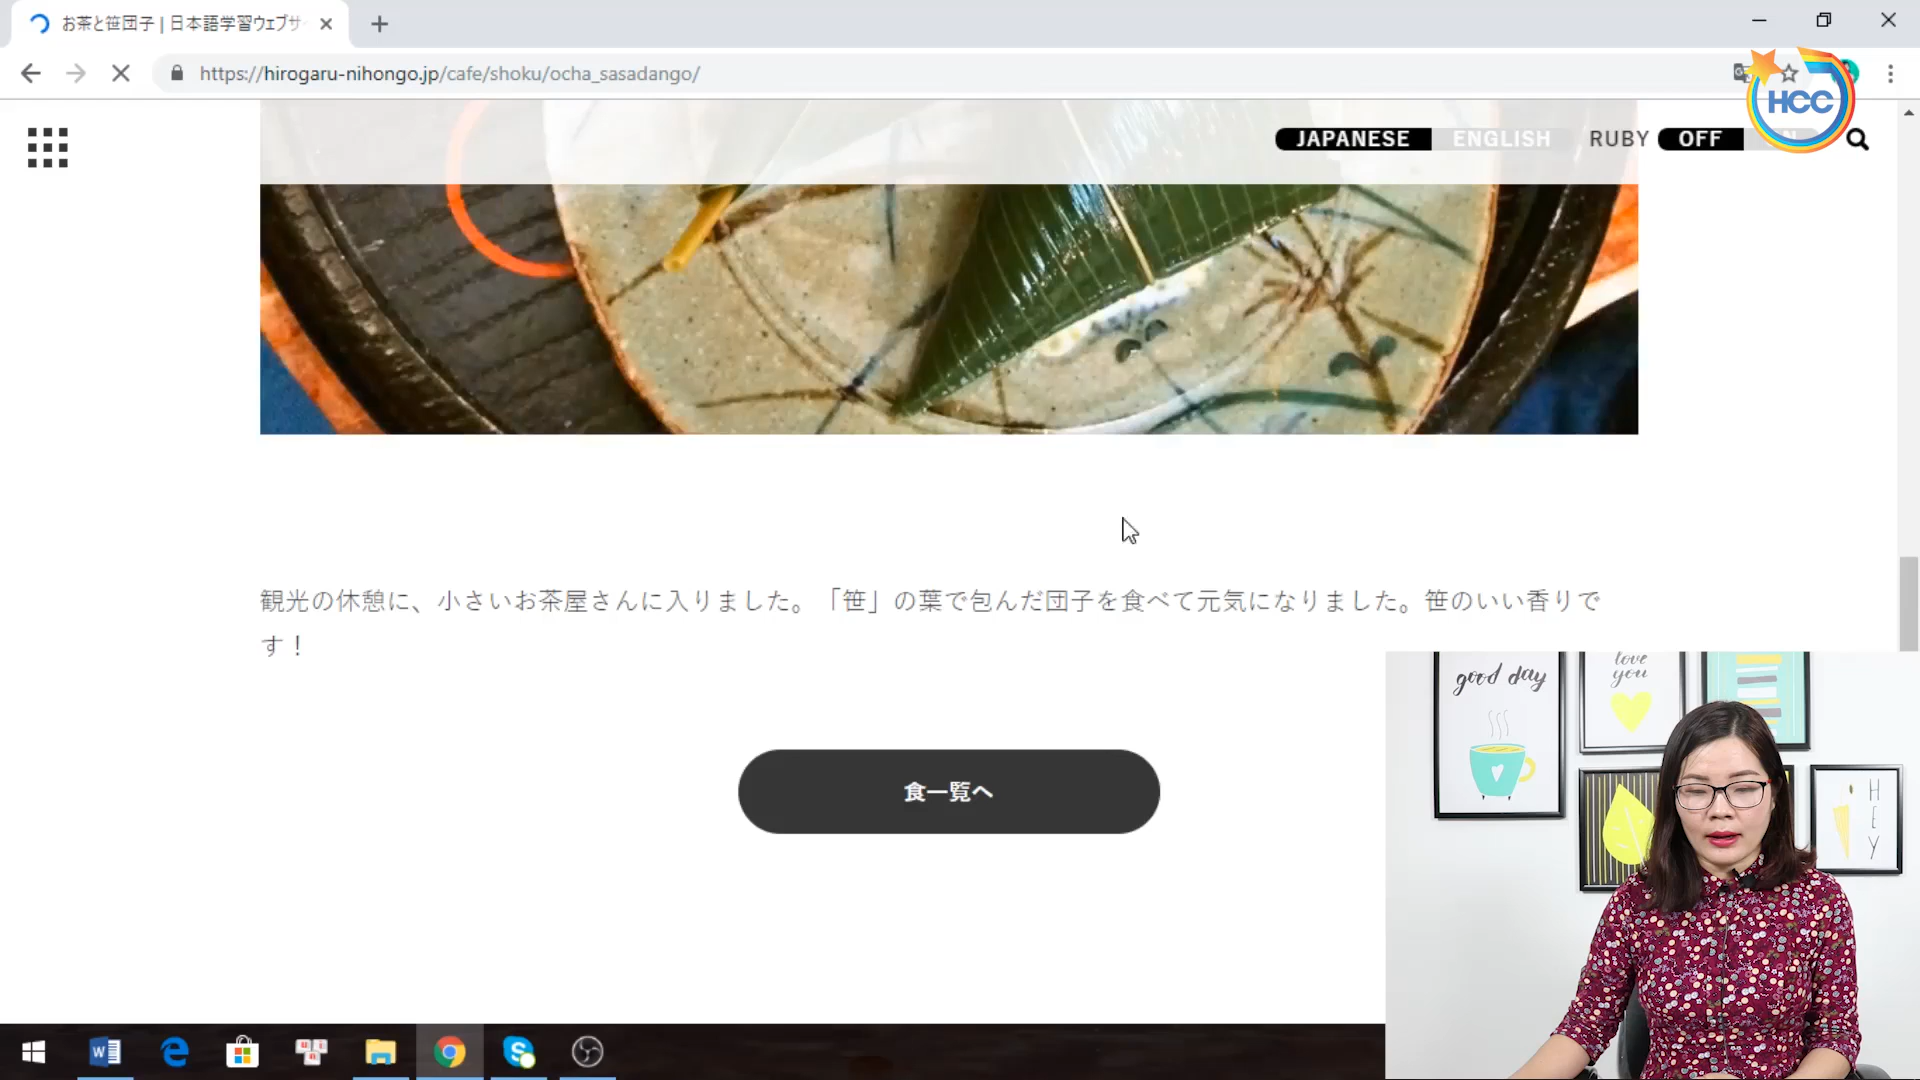 お茶と笹団子 | 日本語学習ウェブサ
https://hirogaru-nihongo.jp/cafe/shoku/ocha_sasadango/
HCC
JAPANESE ENGLISH RUBY OFF
観光の休憩に、小さいお茶屋さんに入りました。「笹」の葉で包んだ団子を食べて元気になりました。笹のいい香りで
す！
食一覧へ
good day
love
you
HEY